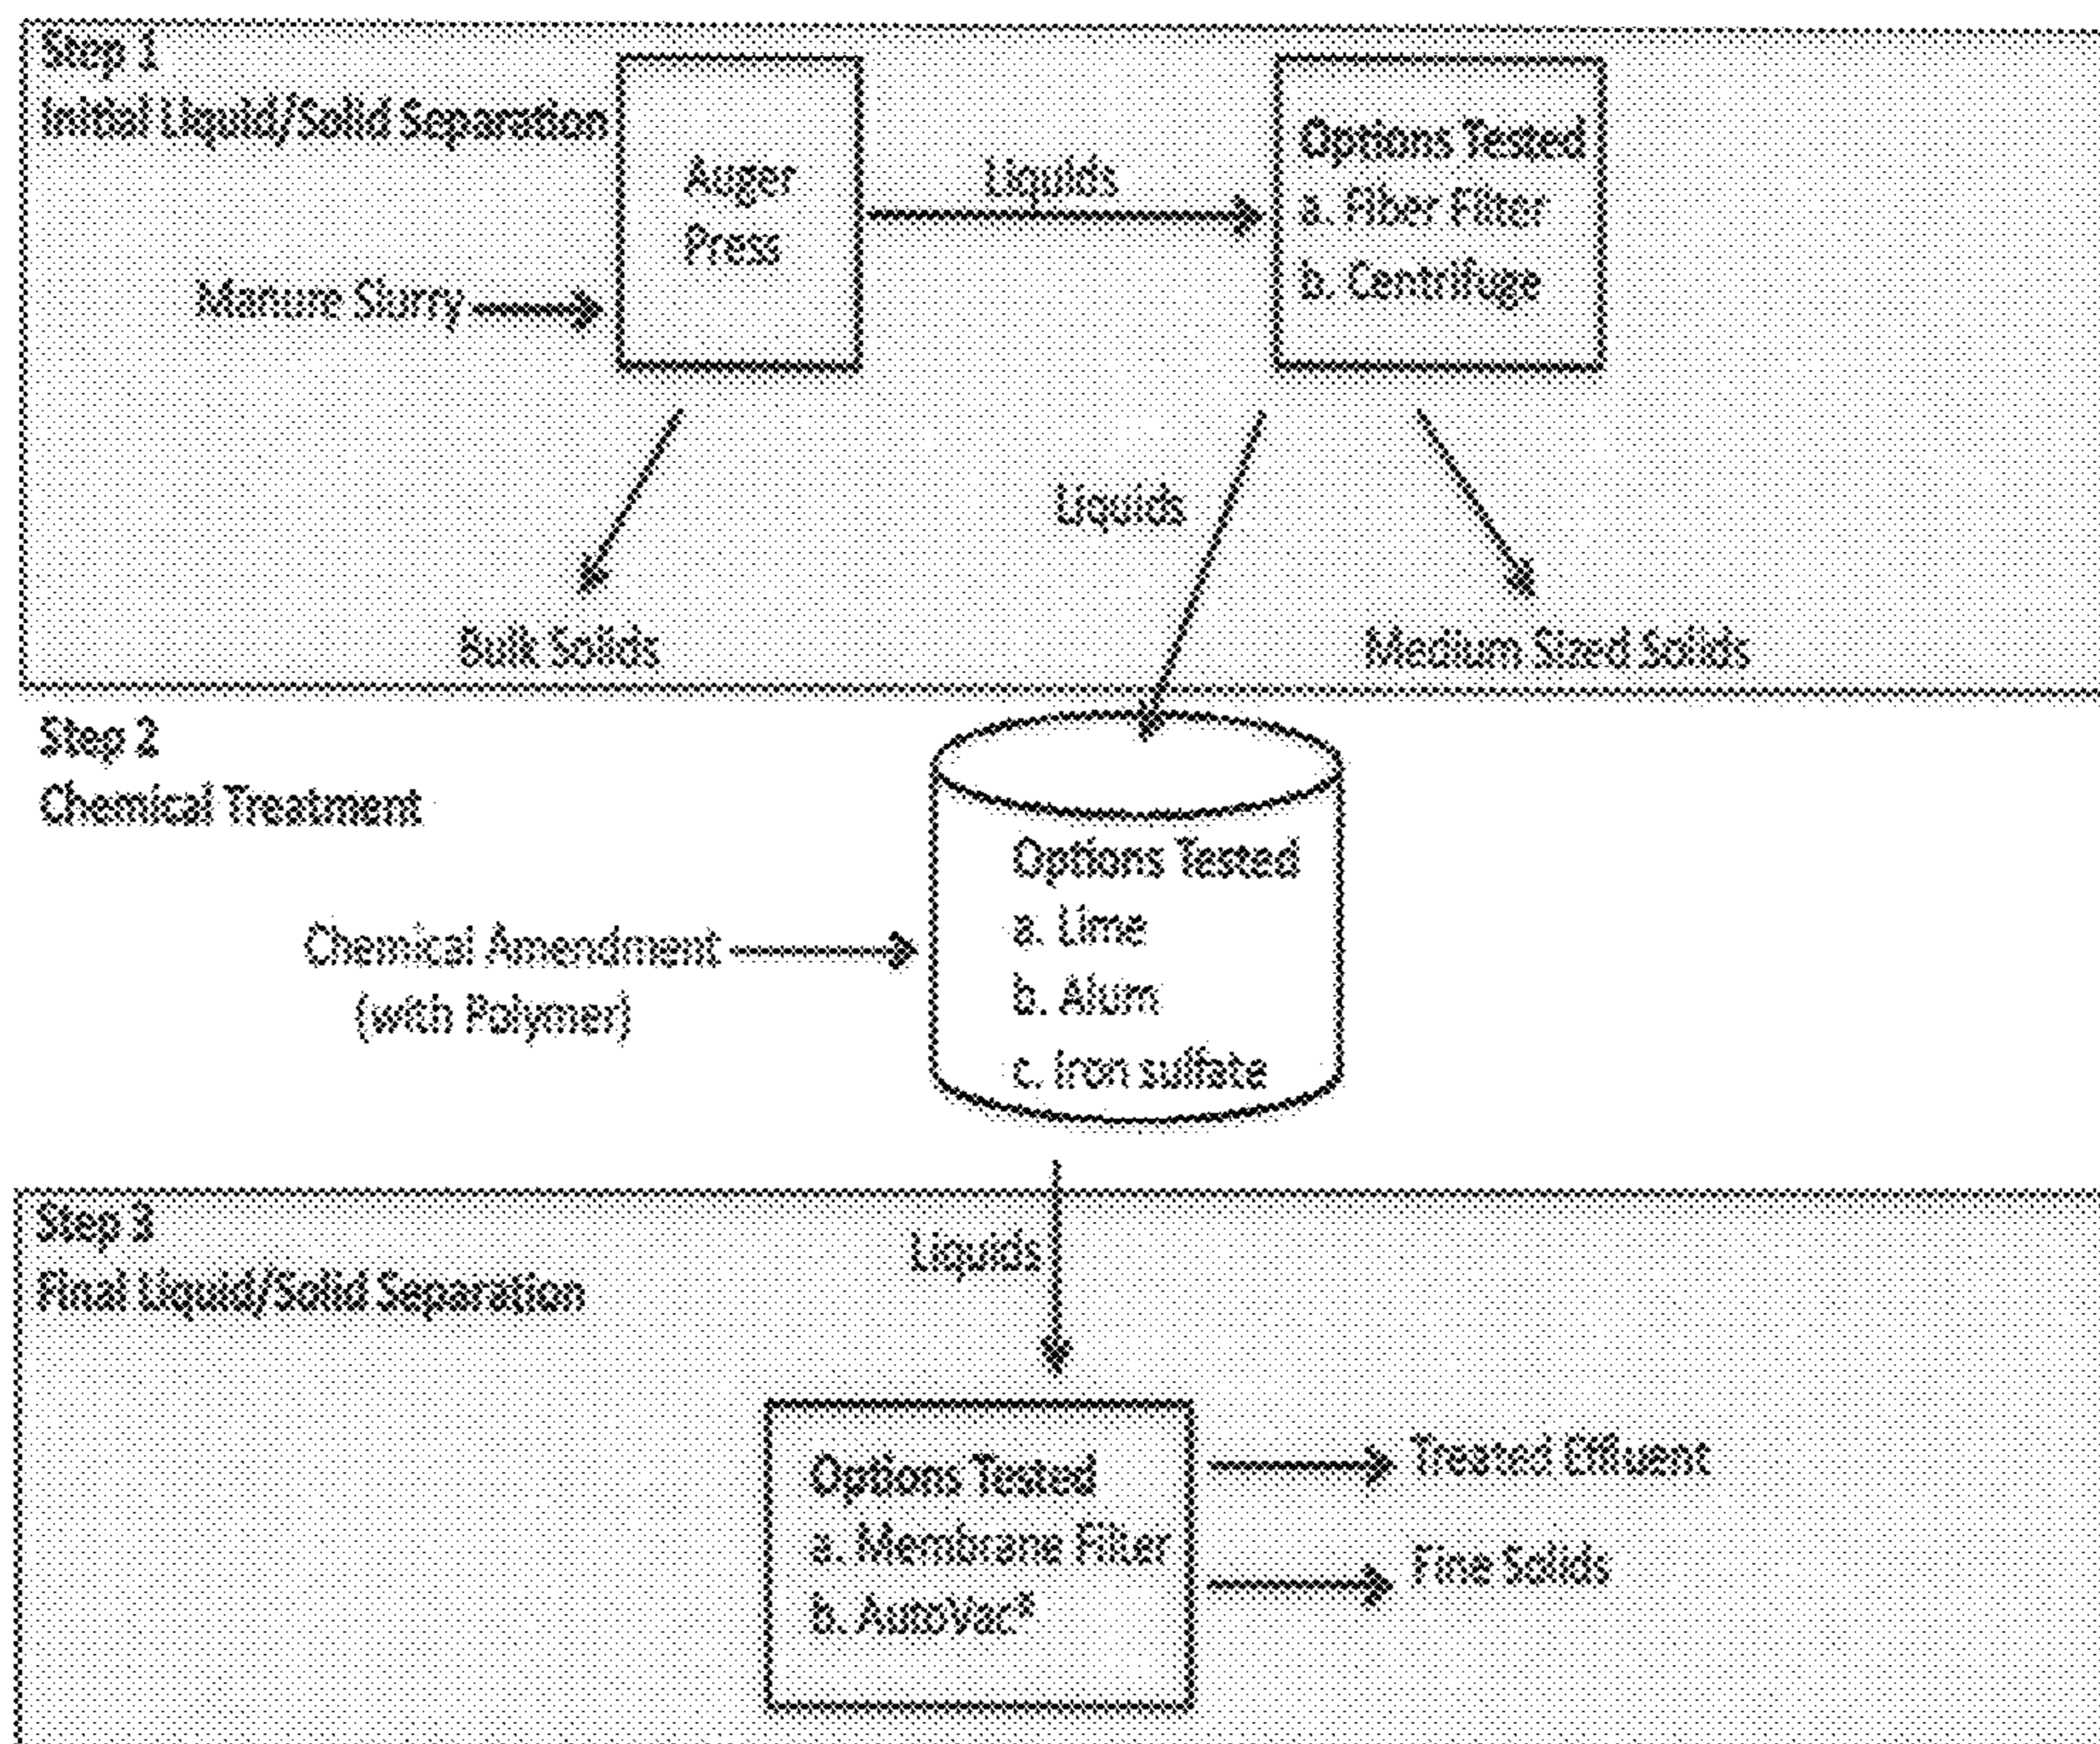 Step 1
Initial Liquid/Solid Separation
Auger
Press
Liquids
Options Tested
a. Fiber Filter
b. Centrifuge
Manure Slurry
Liquids
Bulk Solids
Medium Sized Solids
Step 2
Chemical Treatment
Options Tested
a. Lime
b. Alum
c. Iron sulfate
Chemical Amendment
(with Polymer)
Step 3
Final Liquid/Solid Separation
Liquids
Options Tested
a. Membrane Filter
b. AutoVac®
Treated Effluent
Fine Solids